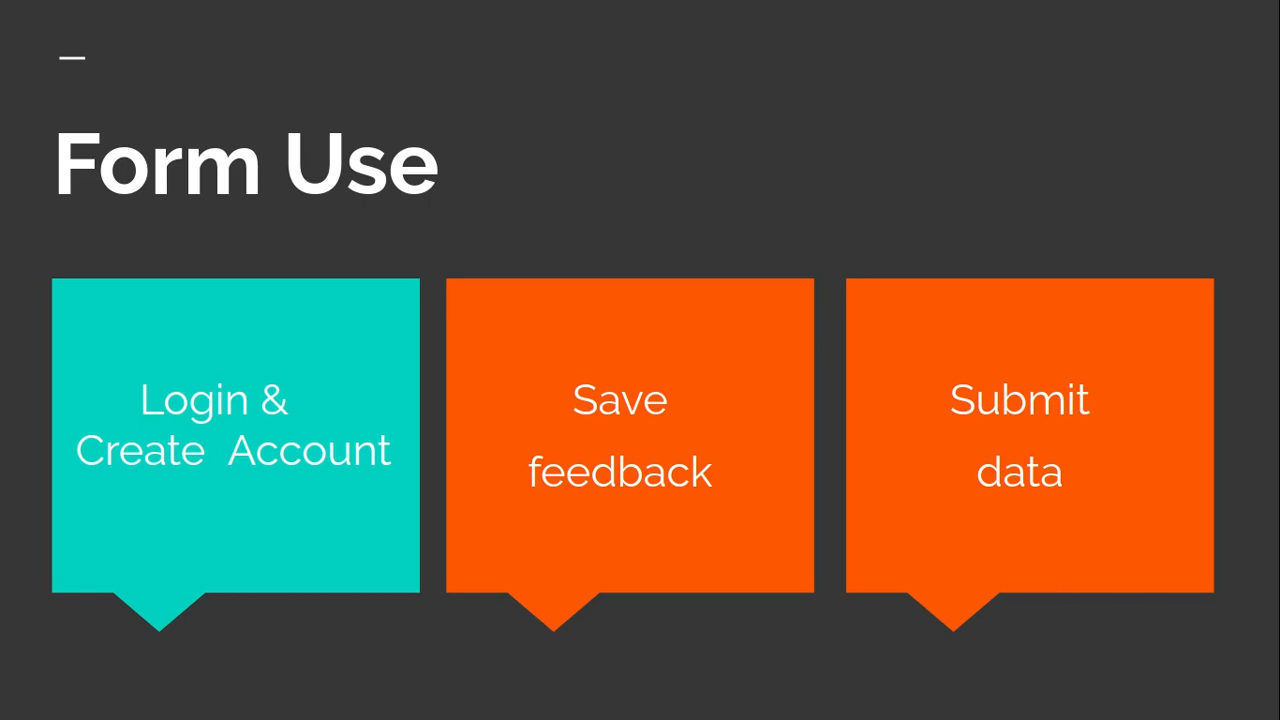 Form Use
Login &
Create  Account
Save
feedback
Submit
data